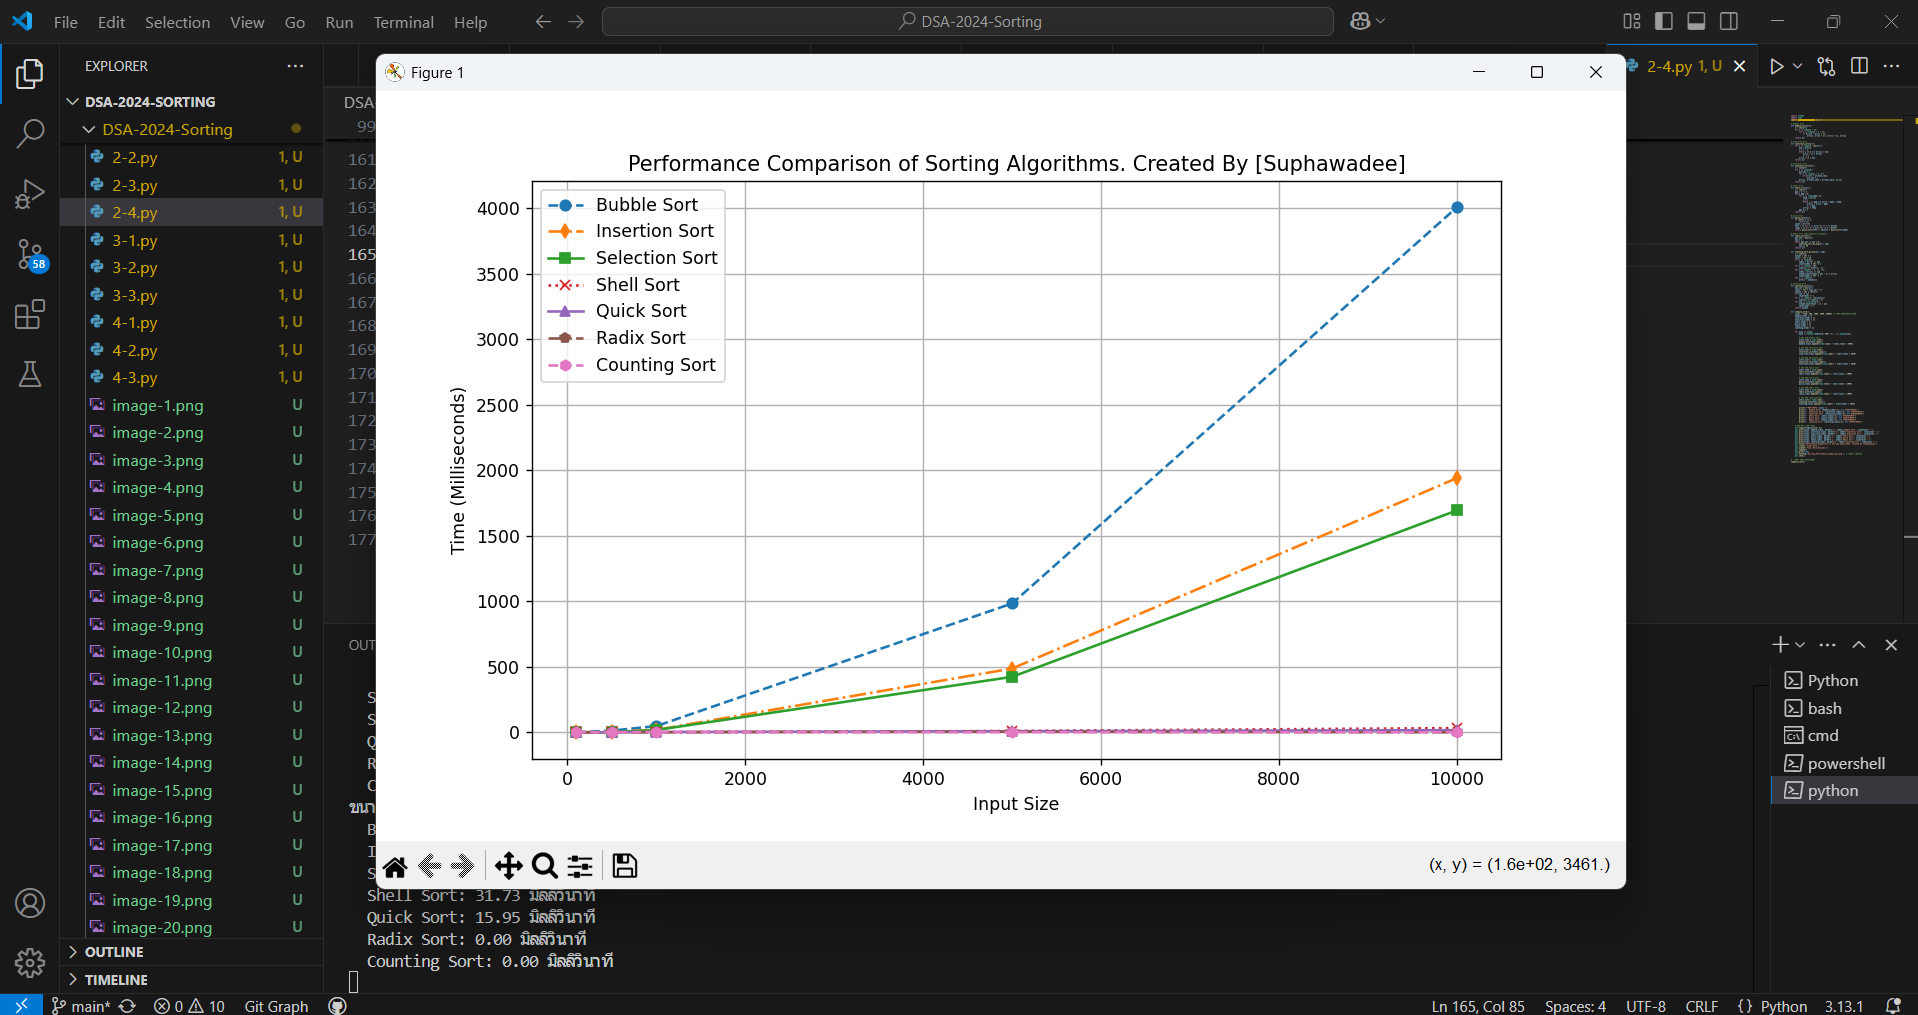 File Edit Selection View Go Run Terminal Help
DSA-2024-Sorting
EXPLORER
DSA-2024-SORTING
DSA-2024-Sorting
2-2.py 1, U
2-3.py 1, U
2-4.py 1, U
3-1.py 1, U
3-2.py 1, U
3-3.py 1, U
4-1.py 1, U
4-2.py 1, U
4-3.py 1, U
image-1.png U
image-2.png U
image-3.png U
image-4.png U
image-5.png U
image-6.png U
image-7.png U
image-8.png U
image-9.png U
image-10.png U
image-11.png U
image-12.png U
image-13.png U
image-14.png U
image-15.png U
image-16.png U
image-17.png U
image-18.png U
image-19.png U
image-20.png U
OUTLINE
TIMELINE
58
2-4.py 1, U
DSA
99
161
162
163
164
165
166
167
168
169
170
171
172
173
174
175
176
177
Figure 1
Performance Comparison of Sorting Algorithms. Created By [Suphawadee]
Bubble Sort
Insertion Sort
Selection Sort
Shell Sort
Quick Sort
Radix Sort
Counting Sort
Time (Milliseconds)
4000
3500
3000
2500
2000
1500
1000
500
0
0 2000 4000 6000 8000 10000
Input Size
(x, y) = (1.6e+02, 3461.)
OUT
S
S
Q
R
C
ขนา
B
I
S
Shell Sort: 31.73 มิลลิวินาที
Quick Sort: 15.95 มิลลิวินาที
Radix Sort: 0.00 มิลลิวินาที
Counting Sort: 0.00 มิลลิวินาที
Python
bash
cmd
powershell
python
main* 0 10 Git Graph
Ln 165, Col 85 Spaces: 4 UTF-8 CRLF {} Python 3.13.1